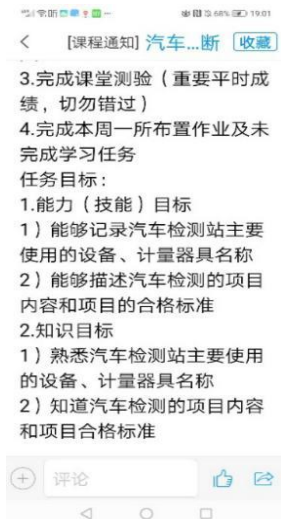 68% 19:01
[课程通知] 汽车...断 收藏
3.完成课堂测验（重要平时成
绩，切勿错过）
4.完成本周一所布置作业及未
完成学习任务
任务目标：
1.能力（技能）目标
1）能够记录汽车检测站主要
使用的设备、计量器具名称
2）能够描述汽车检测的项目
内容和项目的合格标准
2.知识目标
1）熟悉汽车检测站主要使用
的设备、计量器具名称
2）知道汽车检测的项目内容
和项目合格标准
评论